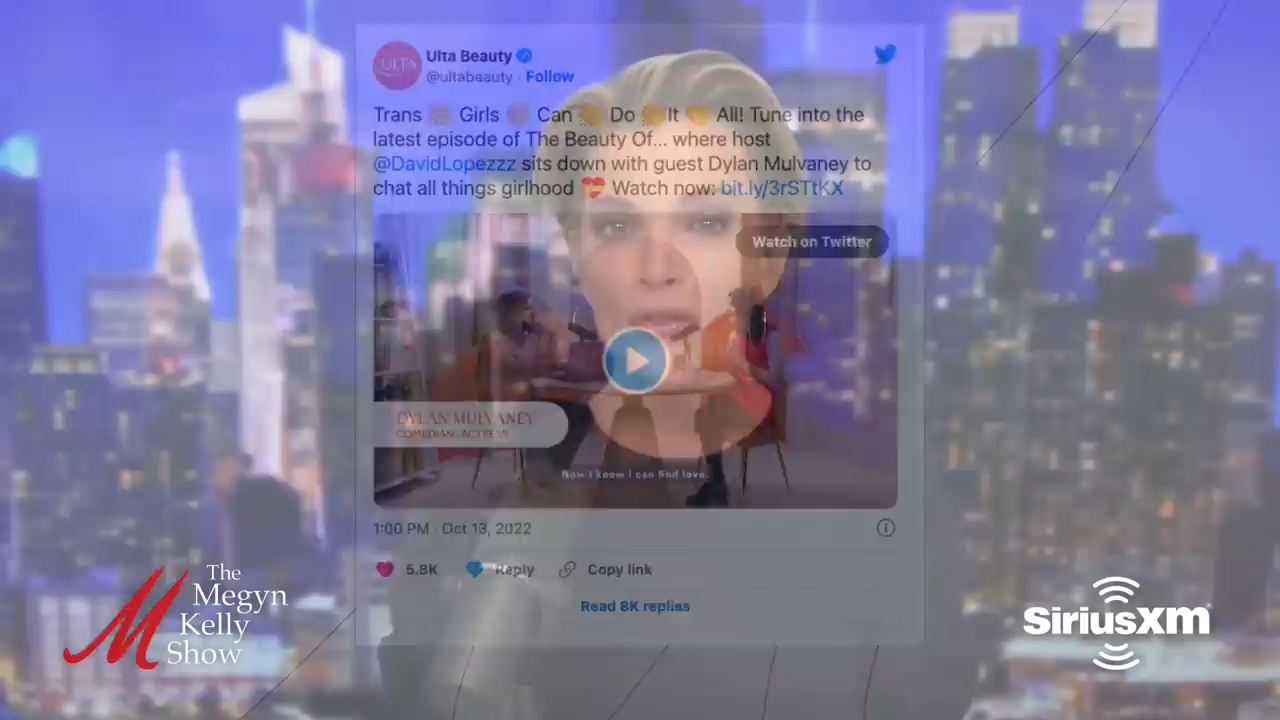 Ulta Beauty
@ultabeauty · Follow
ULTA
Trans 👏 Girls 👏 Can 👏 Do 👏 It 👏 All! Tune into the
latest episode of The Beauty Of... where host
@DavidLopezzz sits down with guest Dylan Mulvaney to
chat all things girlhood 💝 Watch now: bit.ly/3rSTtKX
Watch on Twitter
DYLAN MULVANEY
COMEDIAN, ACTRESS
Now I know I can find love.
1:00 PM · Oct 13, 2022
5.8K Reply Copy link
Read 8K replies
The
Megyn
Kelly
Show
SiriusXM